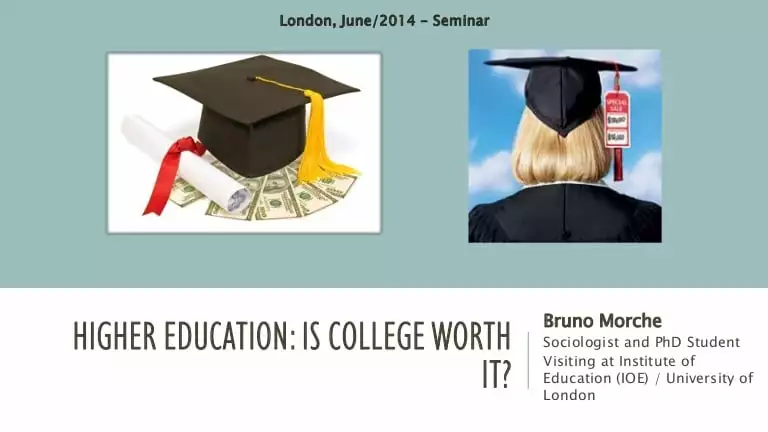 London, June/2014 – Seminar
SPECIAL
SALE
HIGHER EDUCATION: IS COLLEGE WORTH
IT?
Bruno Morche
Sociologist and PhD Student
Visiting at Institute of
Education (IOE) / University of
London